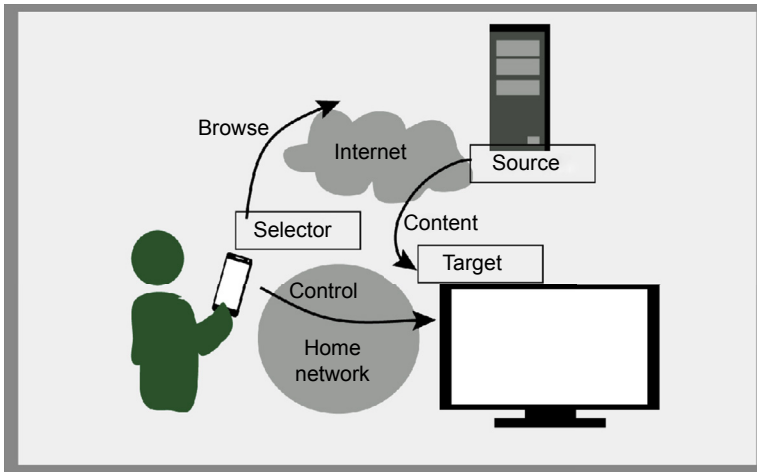 Browse
Internet
Source
Selector
Content
Target
Control
Home
network